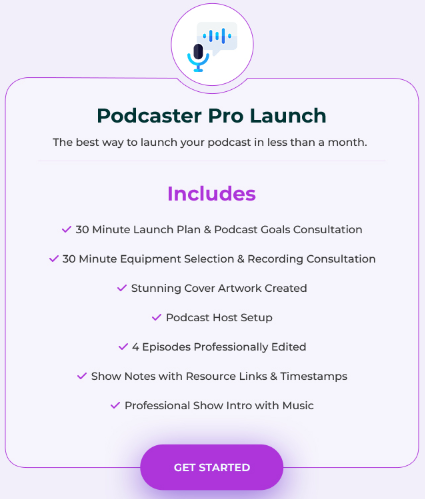 Podcaster Pro Launch
The best way to launch your podcast in less than a month.
Includes
30 Minute Launch Plan & Podcast Goals Consultation
30 Minute Equipment Selection & Recording Consultation
Stunning Cover Artwork Created
Podcast Host Setup
4 Episodes Professionally Edited
Show Notes with Resource Links & Timestamps
Professional Show Intro with Music
GET STARTED